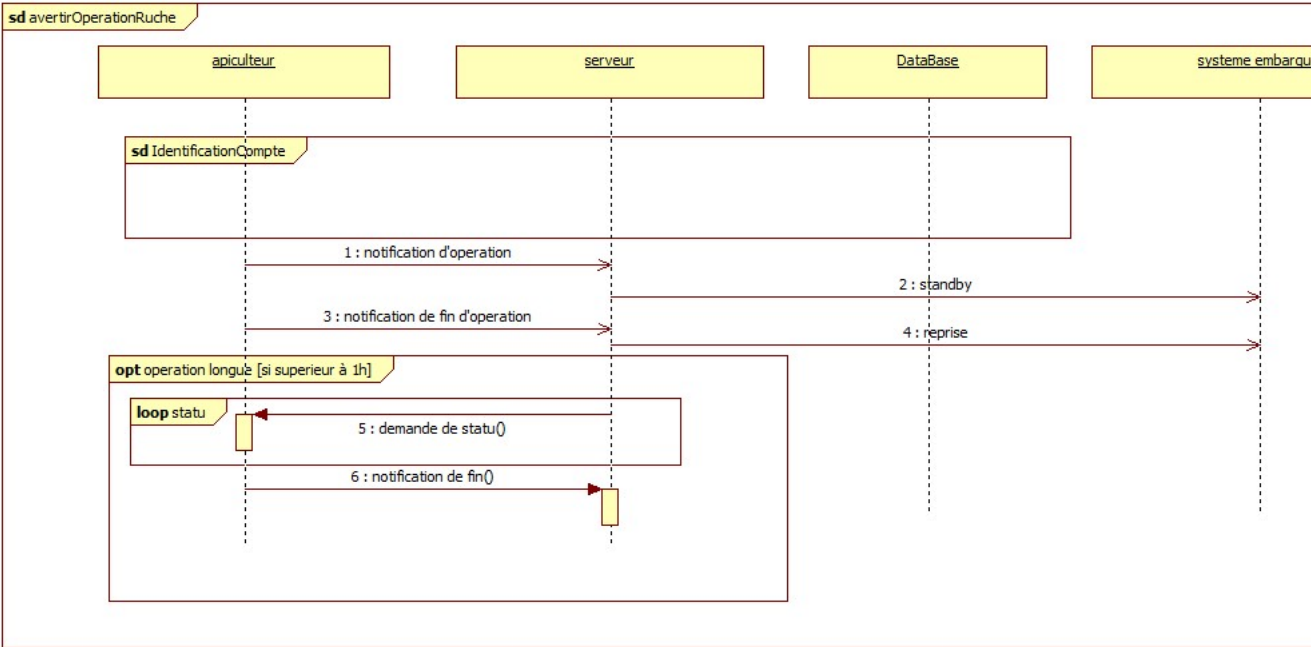 sd avertirOperationRuche
apiculteur
serveur
DataBase
systeme embarqu
sd IdentificationCompte
1 : notification d'operation
2 : standby
3 : notification de fin d'operation
4 : reprise
opt operation longue [si superieur à 1h]
loop statu
5 : demande de statu()
6 : notification de fin()